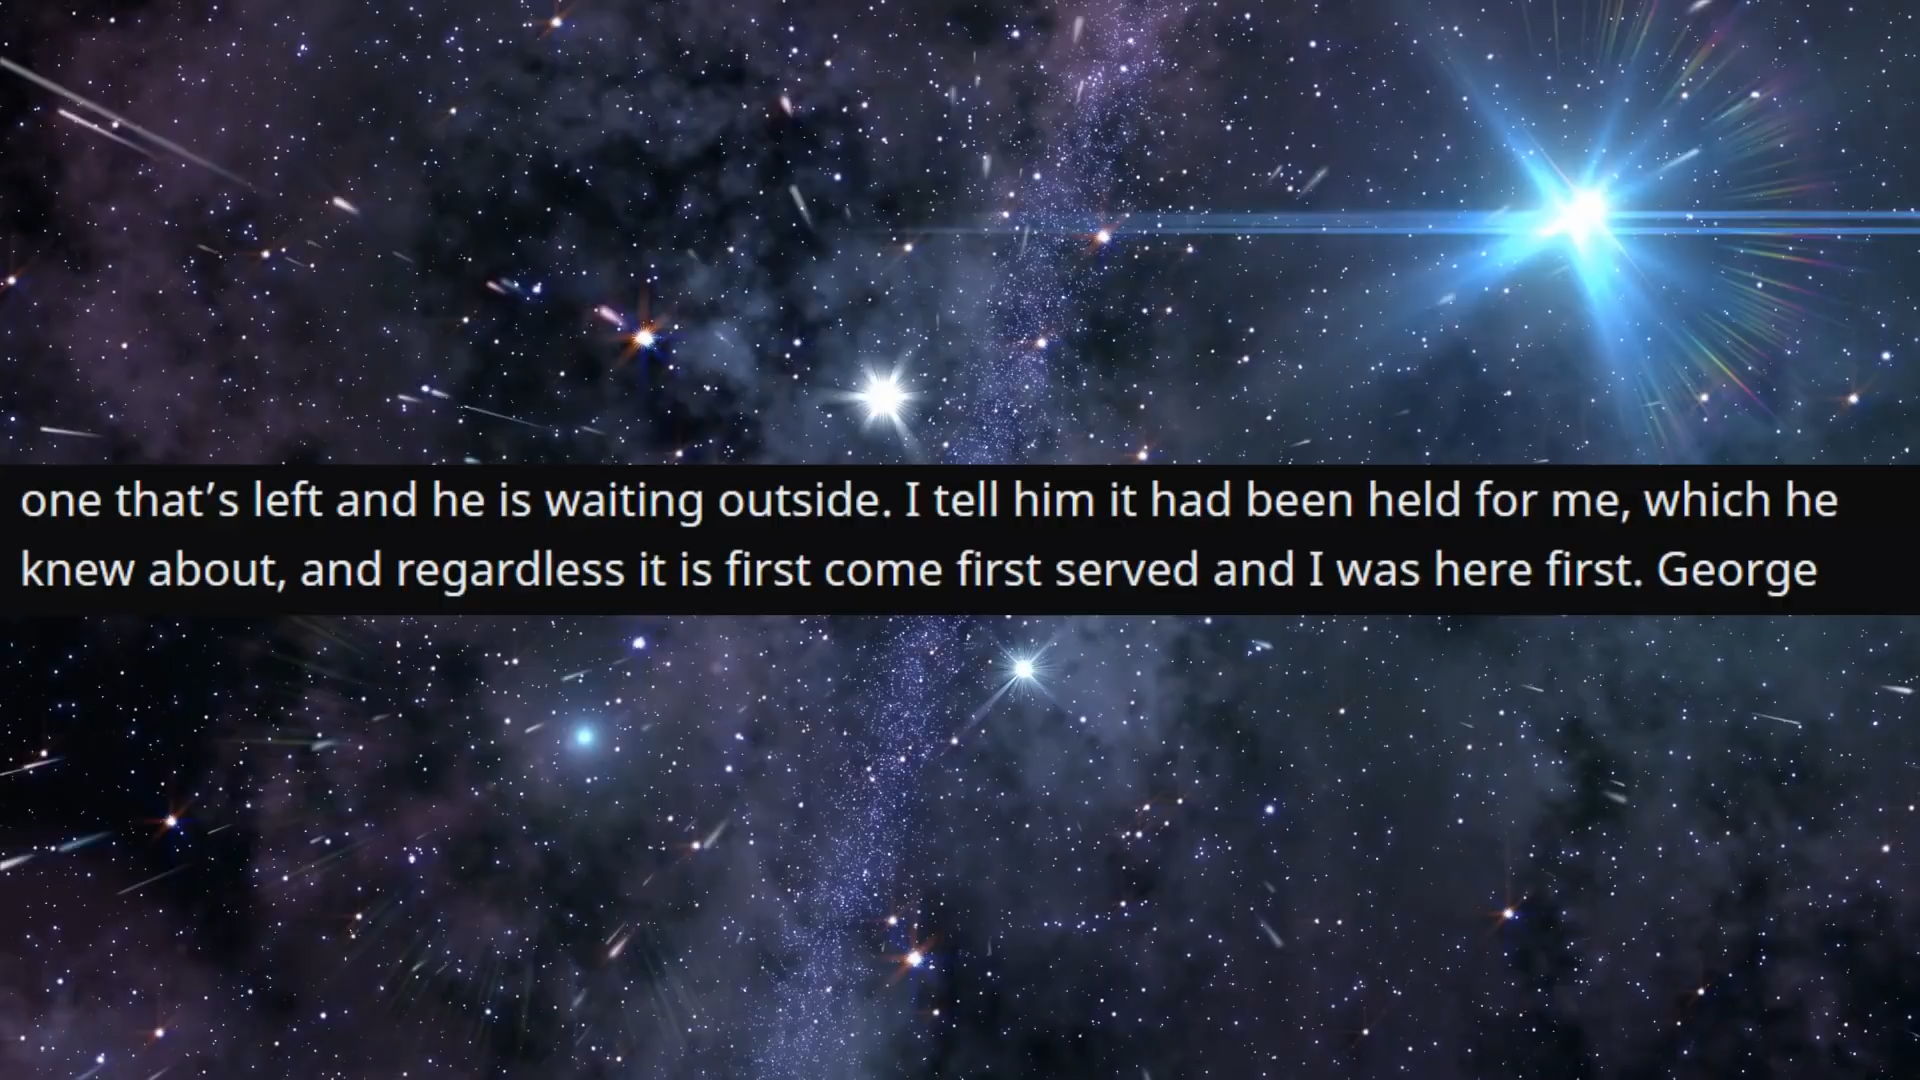 one that’s left and he is waiting outside. I tell him it had been held for me, which he
knew about, and regardless it is first come first served and I was here first. George